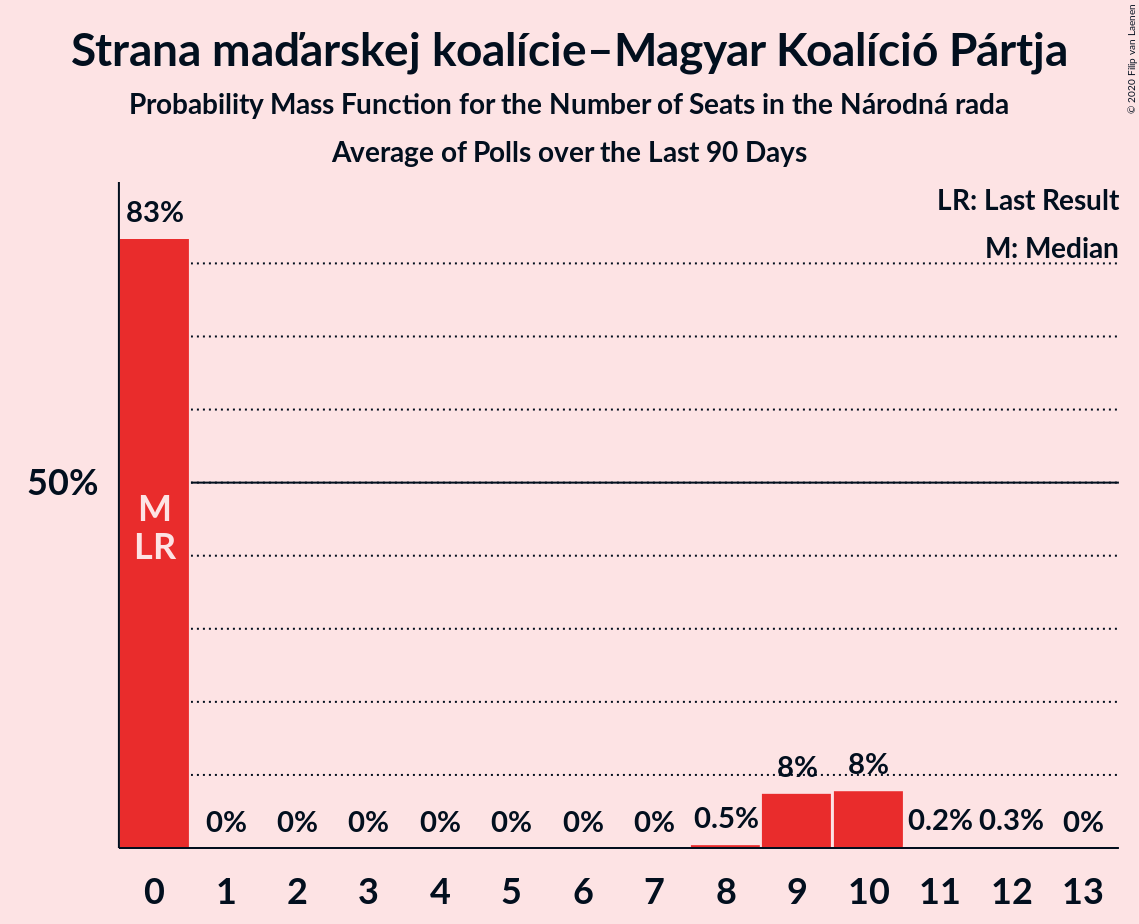 Strana maďarskej koalície–Magyar Koalíció Pártja
Probability Mass Function for the Number of Seats in the Národná rada
Average of Polls over the Last 90 Days
© 2020 Filip van Laenen
LR: Last Result
M: Median
83%
50%
M
LR
0% 0% 0% 0% 0% 0% 0% 0.5% 8% 8% 0.2% 0.3% 0%
0 1 2 3 4 5 6 7 8 9 10 11 12 13